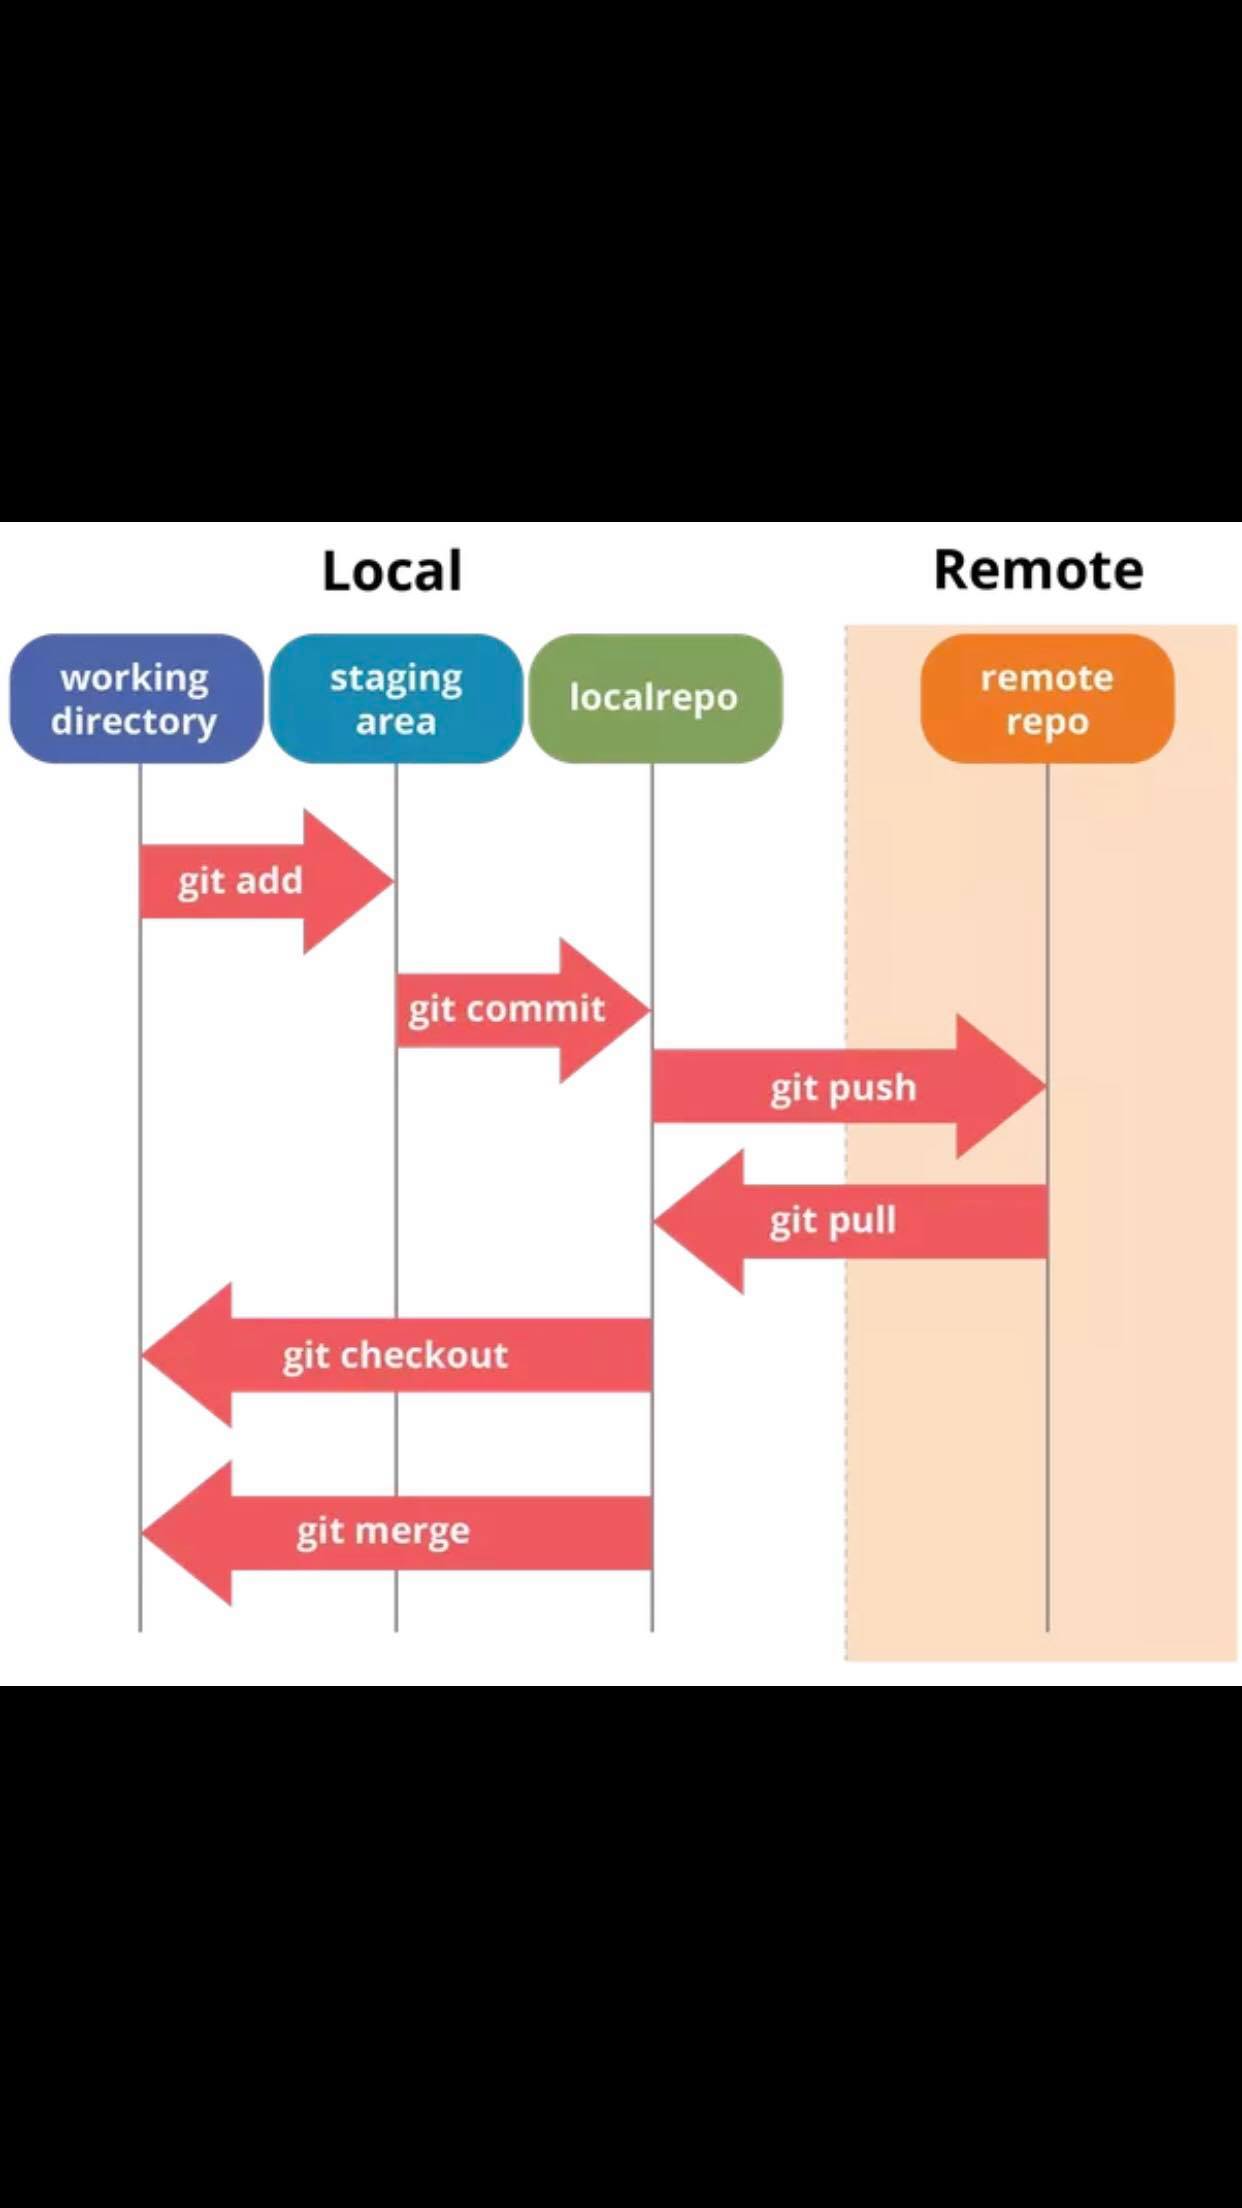 Local
Remote
working
directory
staging
area
localrepo
remote
repo
git add
git commit
git push
git pull
git checkout
git merge